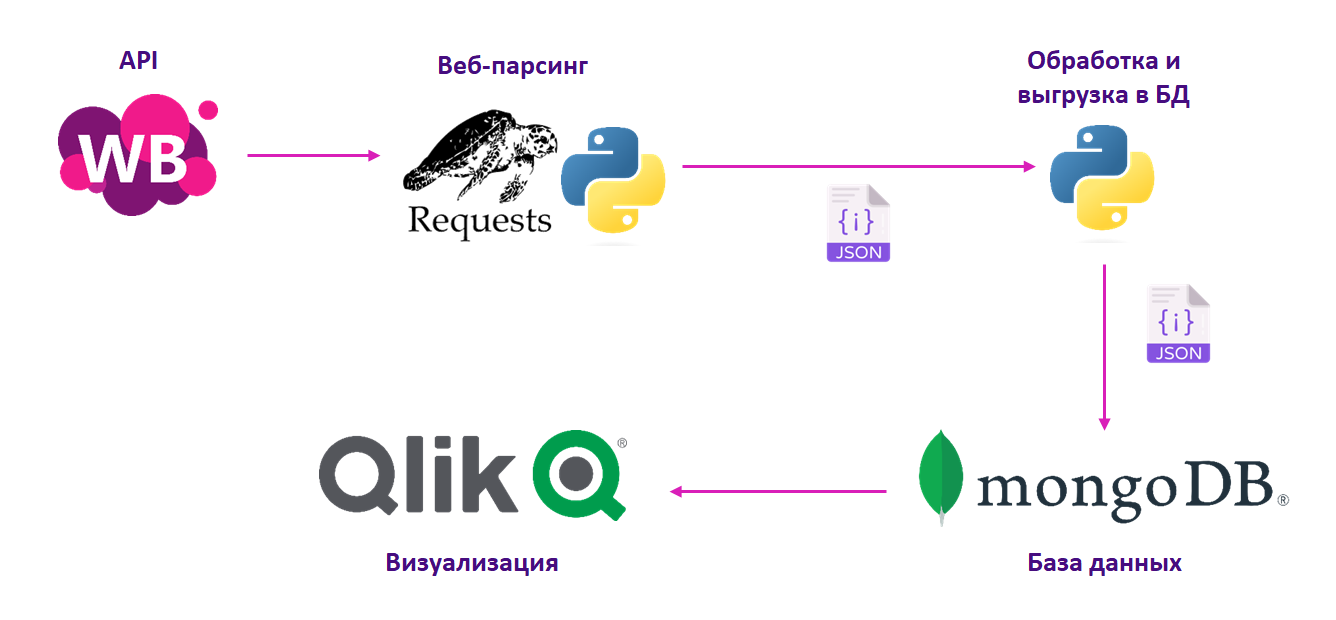 API
Веб-парсинг
Обработка и
выгрузка в БД
WB
Requests
{i}
JSON
{i}
JSON
Qlik ®
mongoDB®
Визуализация
База данных